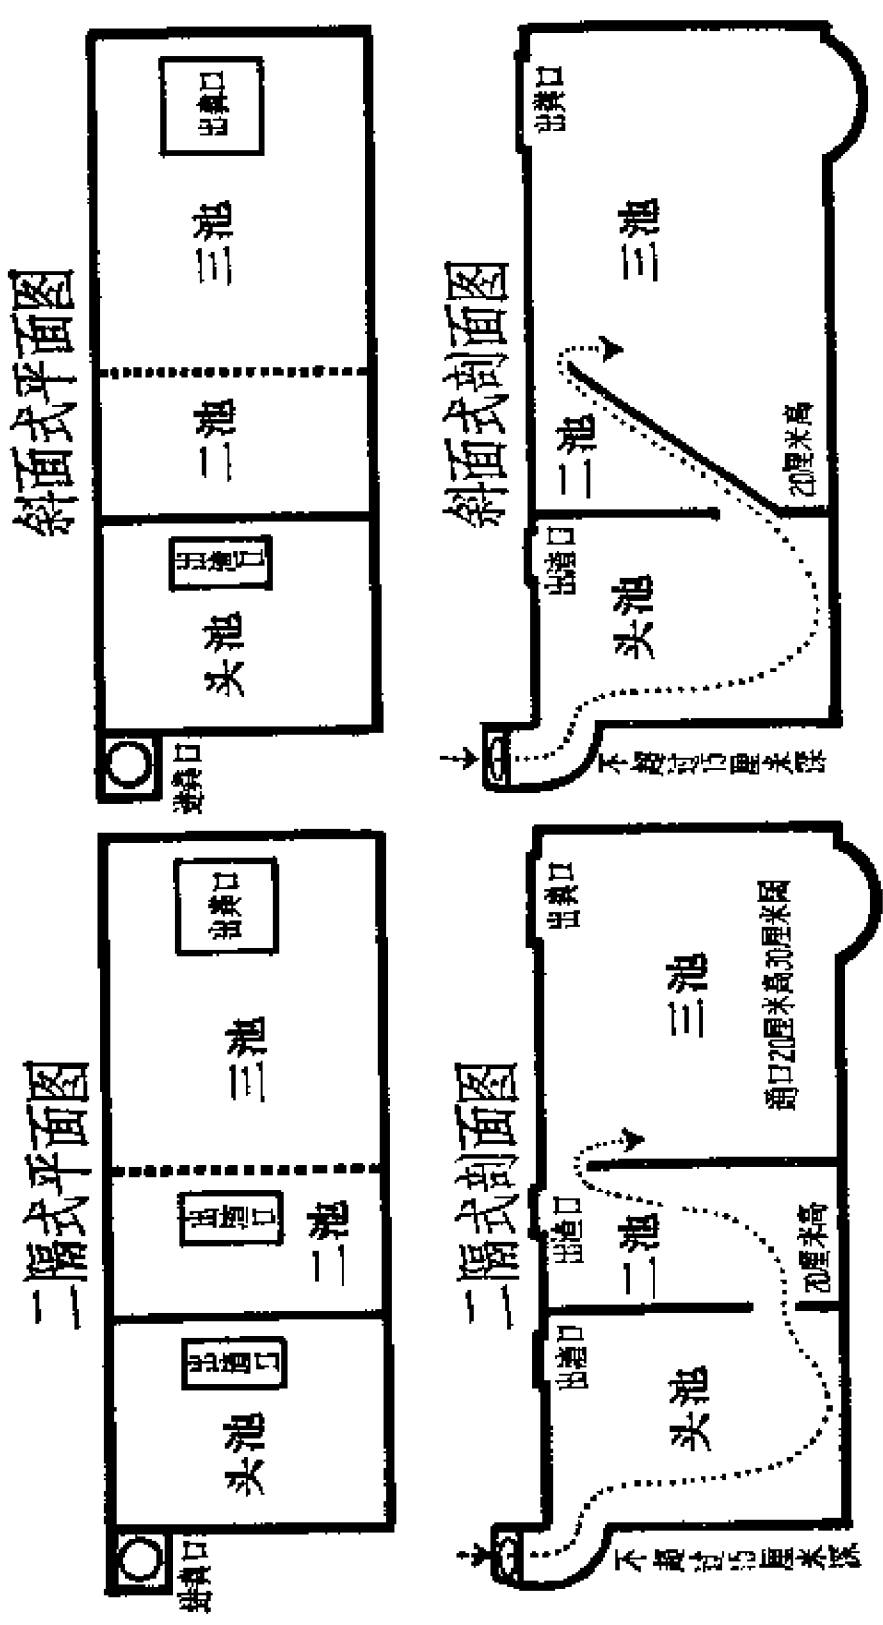 二隔式平面图
进粪口
头池
出渣口
二池
出渣口
三池
出粪口
斜面式平面图
进粪口
头池
出渣口
二池
三池
出粪口
二隔式剖面图
出渣口
出渣口
出粪口
头池
二池
三池
20厘米高
20厘米高30厘米阔
不超过15厘米深
斜面式剖面图
出渣口
出粪口
头池
二池
三池
20厘米高
不超过15厘米深